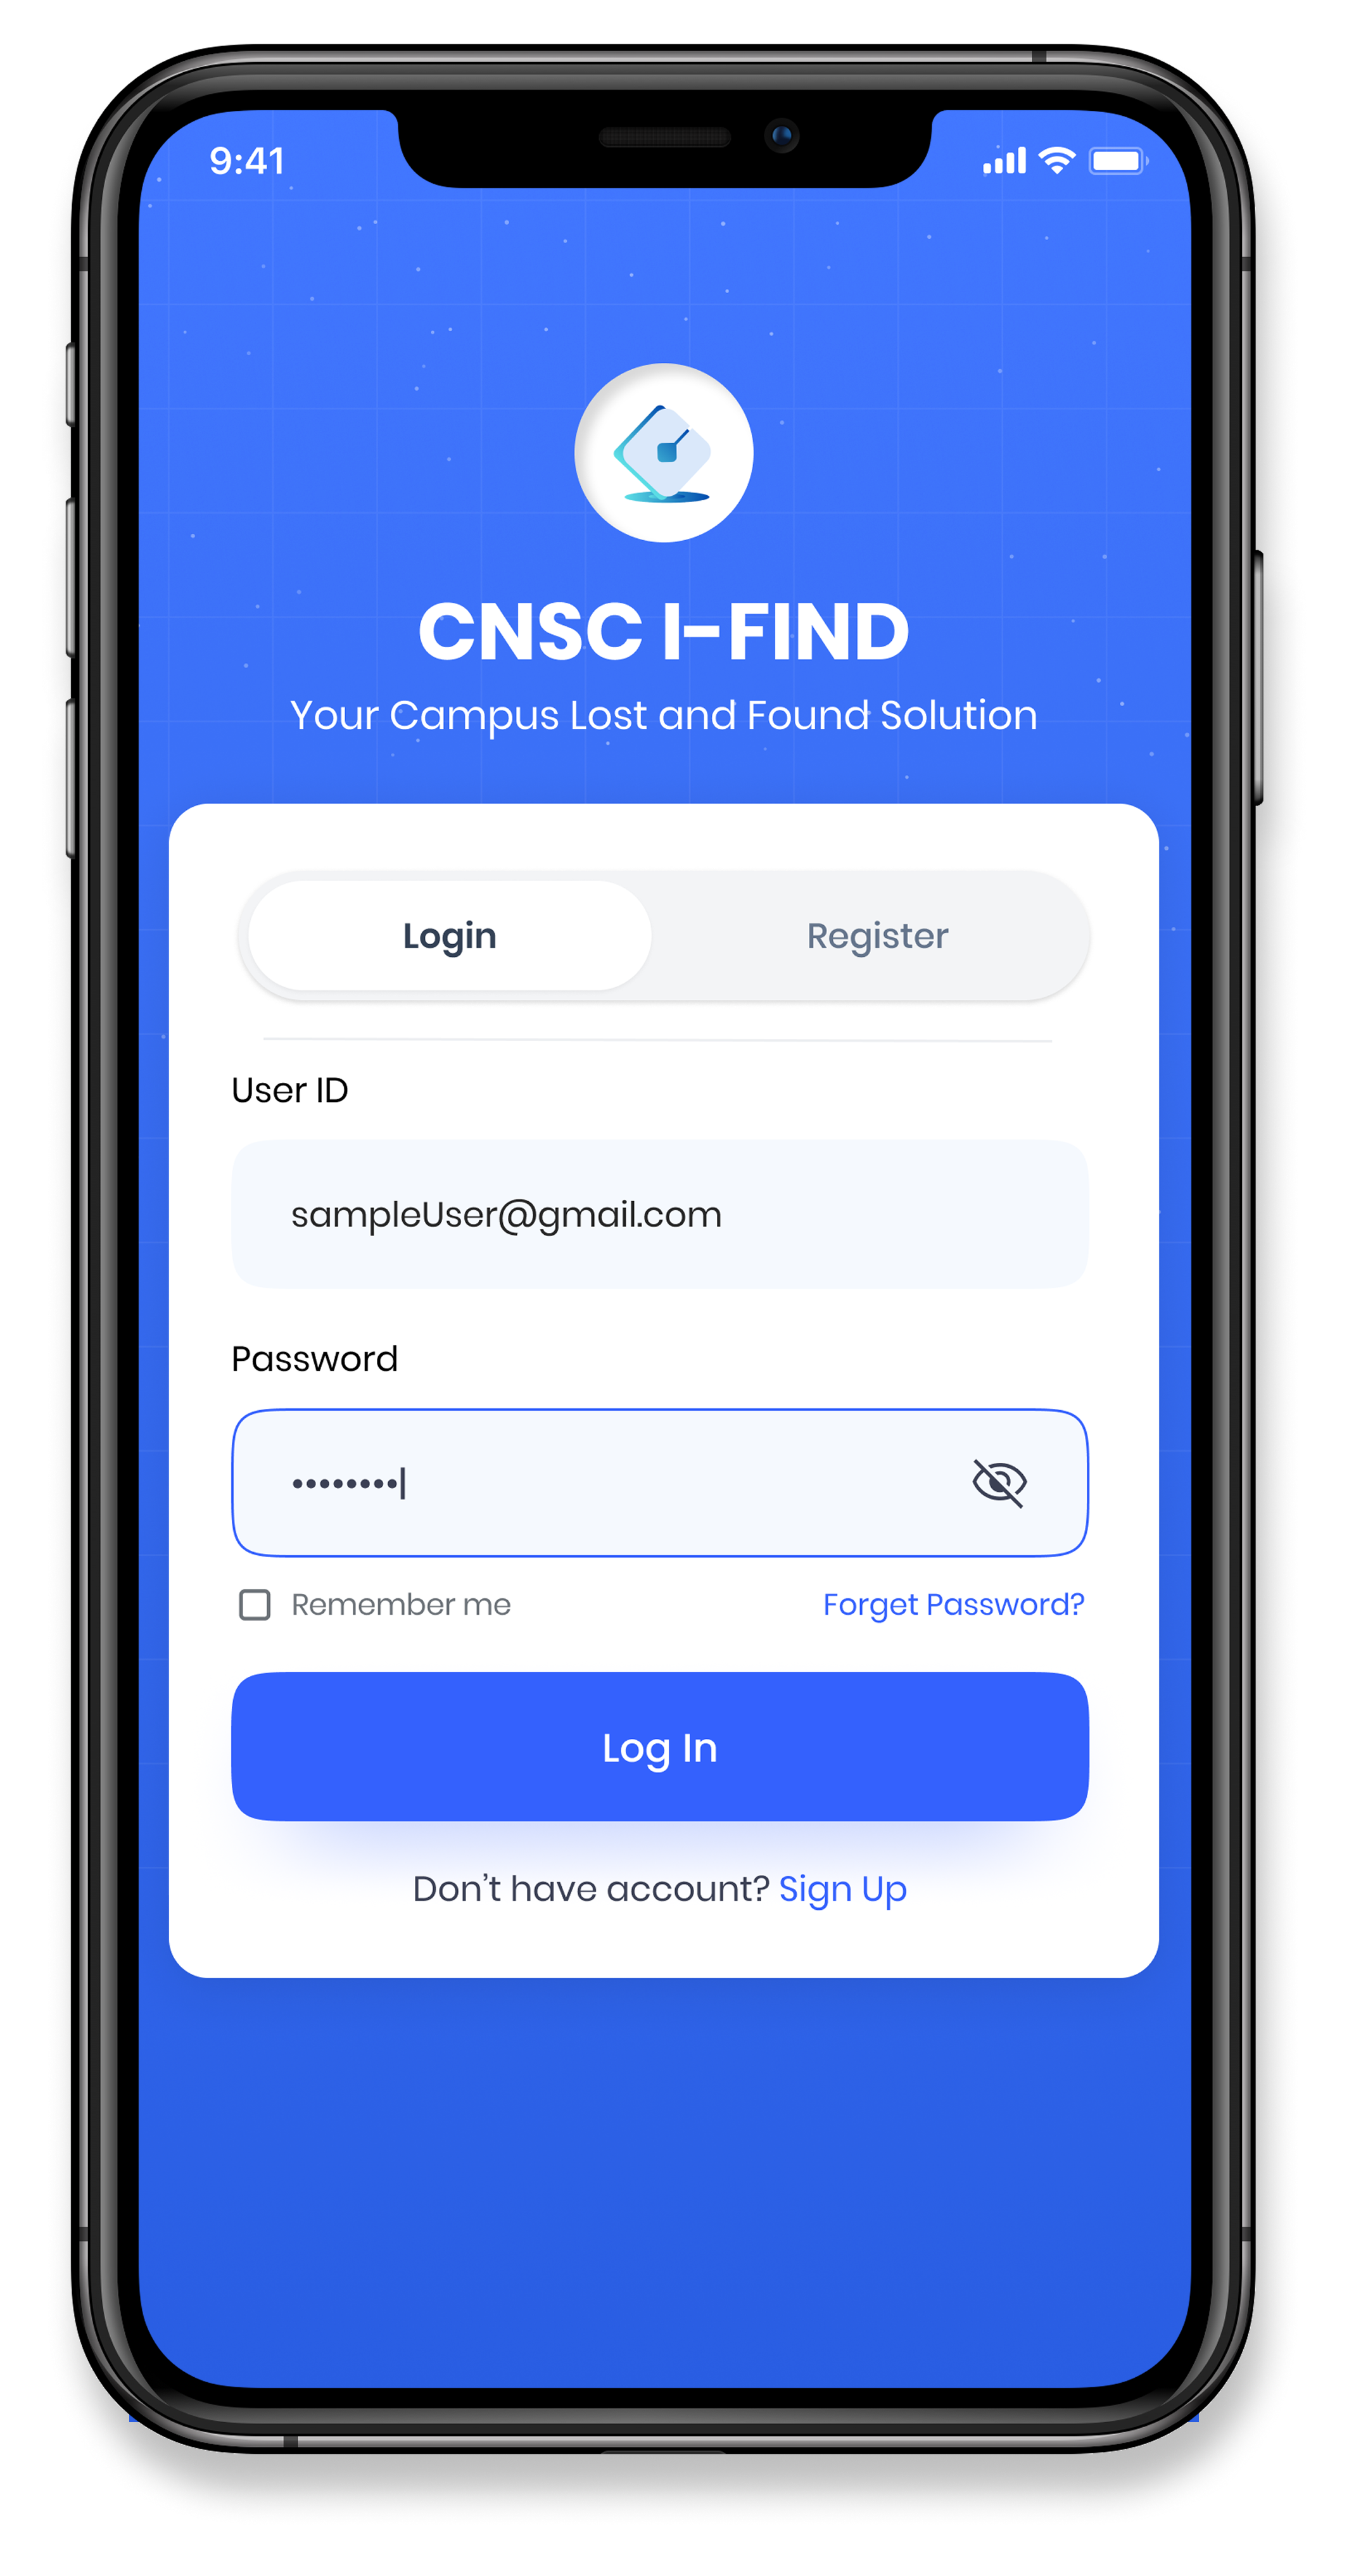 9:41
CNSC I-FIND
Your Campus Lost and Found Solution
Login
Register
User ID
sampleUser@gmail.com
Password
••••••••
Remember me
Forget Password?
Log In
Don't have account? Sign Up